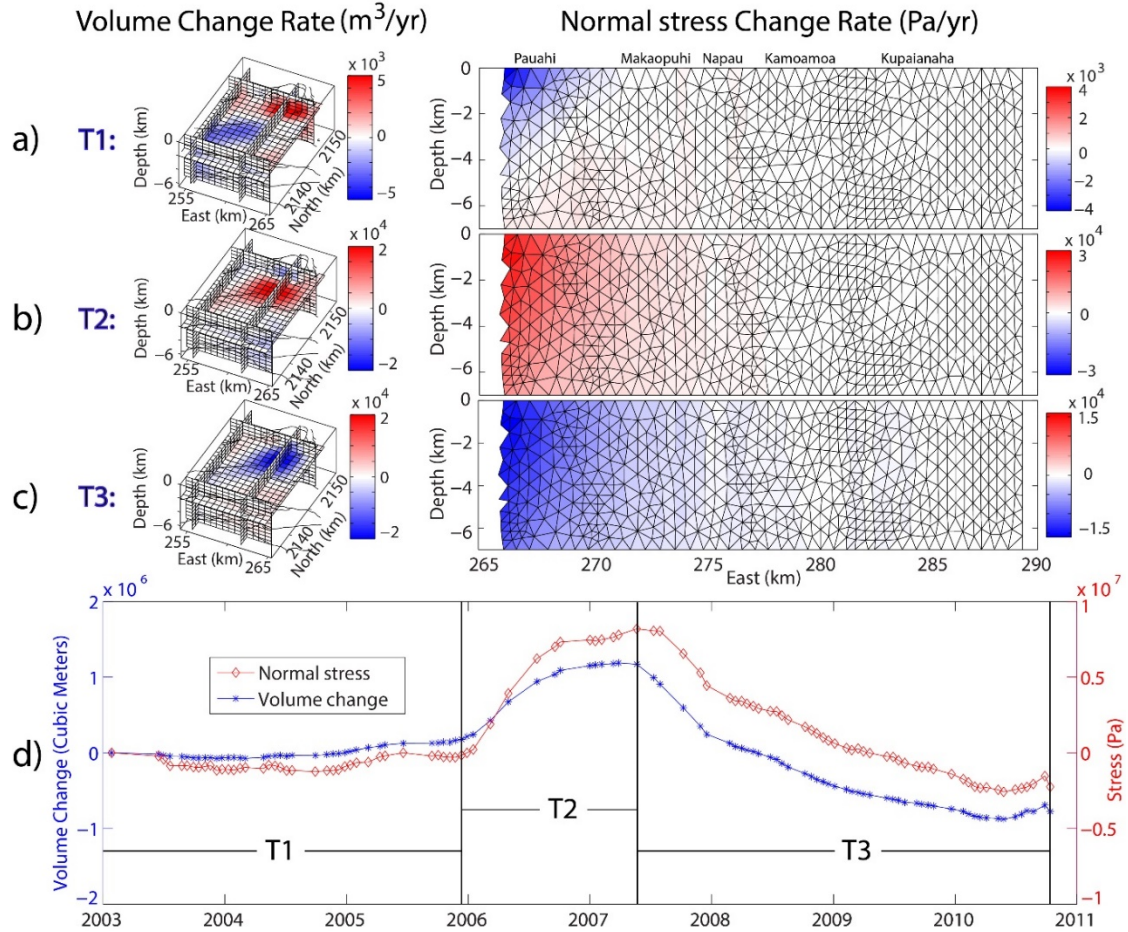 Volume Change Rate (m³/yr)
Normal stress Change Rate (Pa/yr)
Pauahi Makaopuhi Napau Kamoamoa Kupaianaha
a) T1:
x 10³
5
0
−5
Depth (km)
0
−6
255
East (km)
265
2140
North (km)
2150
Depth (km)
0
−2
−4
−6
x 10³
4
2
0
−2
−4
b) T2:
x 10⁴
2
0
−2
Depth (km)
0
−6
255
East (km)
265
2140
North (km)
2150
Depth (km)
0
−2
−4
−6
x 10⁴
3
0
−3
c) T3:
x 10⁴
2
0
−2
Depth (km)
0
−6
255
East (km)
265
2140
North (km)
2150
Depth (km)
0
−2
−4
−6
x 10⁴
1.5
0
−1.5
265 270 275 280 285 290
East (km)
d)
x 10⁶
2
1
0
−1
−2
Volume Change (Cubic Meters)
Normal stress
Volume change
T1
T2
T3
x 10⁷
1
0.5
0
−0.5
−1
Stress (Pa)
2003 2004 2005 2006 2007 2008 2009 2010 2011